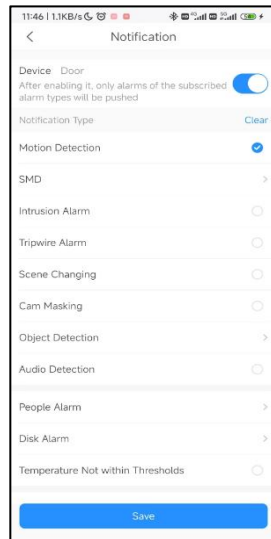 11:46 | 1.1KB/s
Notification
Device Door
After enabling it, only alarms of the subscribed
alarm types will be pushed
Notification Type Clear
Motion Detection
SMD
Intrusion Alarm
Tripwire Alarm
Scene Changing
Cam Masking
Object Detection
Audio Detection
People Alarm
Disk Alarm
Temperature Not within Thresholds
Save